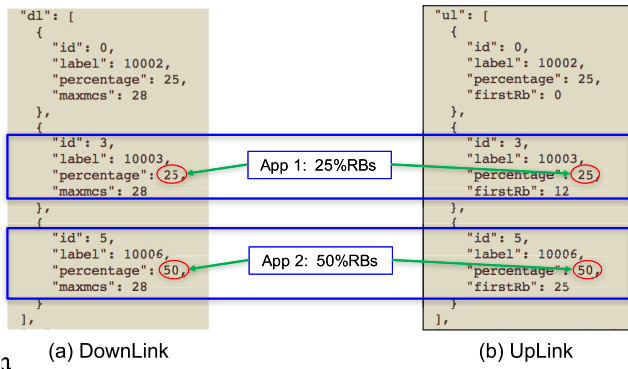 "dl": [
{
"id": 0,
"label": 10002,
"percentage": 25,
"maxmcs": 28
},
{
"id": 3,
"label": 10003,
"percentage": 25,
"maxmcs": 28
},
{
"id": 5,
"label": 10006,
"percentage": 50,
"maxmcs": 28
}
],
(a) DownLink
App 1: 25%RBs
App 2: 50%RBs
"ul": [
{
"id": 0,
"label": 10002,
"percentage": 25,
"firstRb": 0
},
{
"id": 3,
"label": 10003,
"percentage": 25,
"firstRb": 12
},
{
"id": 5,
"label": 10006,
"percentage": 50,
"firstRb": 25
}
],
(b) UpLink